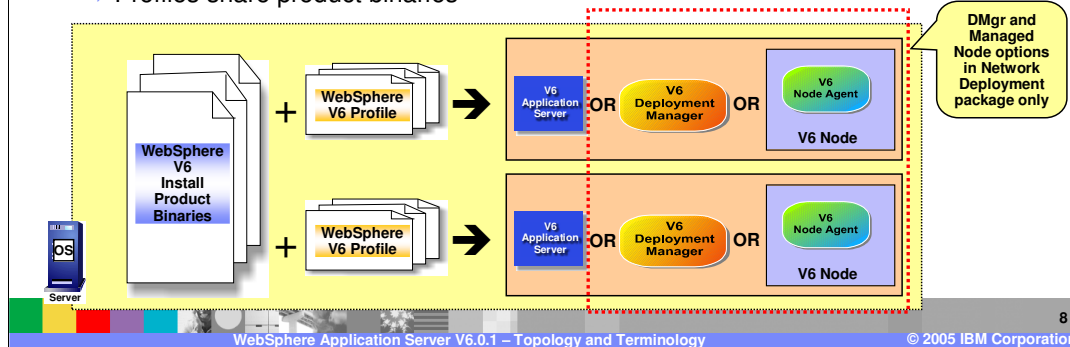 Profiles share product binaries
DMgr and
Managed
Node options
in Network
Deployment
package only
WebSphere
V6
Install
Product
Binaries
+
WebSphere
V6 Profile
V6
Application
Server
OR
V6
Deployment
Manager
OR
V6
Node Agent
V6 Node
+
WebSphere
V6 Profile
V6
Application
Server
OR
V6
Deployment
Manager
OR
V6
Node Agent
V6 Node
OS
Server
8
WebSphere Application Server V6.0.1 – Topology and Terminology
© 2005 IBM Corporation